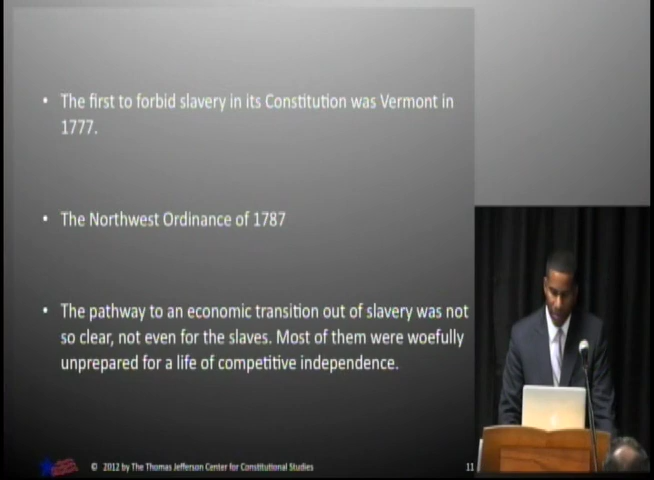 • The first to forbid slavery in its Constitution was Vermont in
1777.
• The Northwest Ordinance of 1787
• The pathway to an economic transition out of slavery was not
so clear, not even for the slaves. Most of them were woefully
unprepared for a life of competitive independence.
© 2012 by The Thomas Jefferson Center for Constitutional Studies
11